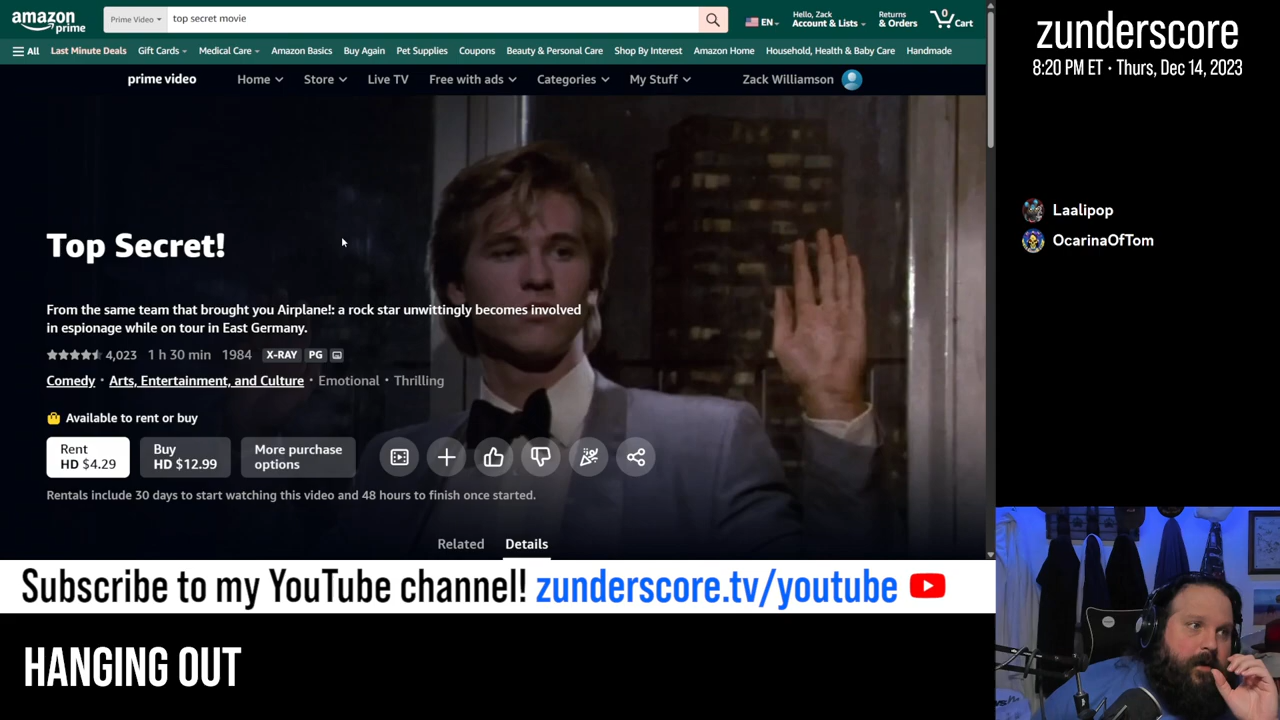 amazon prime
Prime Video
top secret movie
EN
Hello, Zack
Account & Lists
Returns
& Orders
0
Cart
All
Last Minute Deals
Gift Cards
Medical Care
Amazon Basics
Buy Again
Pet Supplies
Coupons
Beauty & Personal Care
Shop By Interest
Amazon Home
Household, Health & Baby Care
Handmade
prime video
Home
Store
Live TV
Free with ads
Categories
My Stuff
Zack Williamson
Top Secret!
From the same team that brought you Airplane!: a rock star unwittingly becomes involved
in espionage while on tour in East Germany.
4,023 1 h 30 min 1984 X-RAY PG
Comedy · Arts, Entertainment, and Culture · Emotional · Thrilling
Available to rent or buy
Rent
HD $4.29
Buy
HD $12.99
More purchase
options
Rentals include 30 days to start watching this video and 48 hours to finish once started.
Related
Details
Subscribe to my YouTube channel! zunderscore.tv/youtube
HANGING OUT
zunderscore
8:20 PM ET • Thurs, Dec 14, 2023
Laalipop
OcarinaOfTom